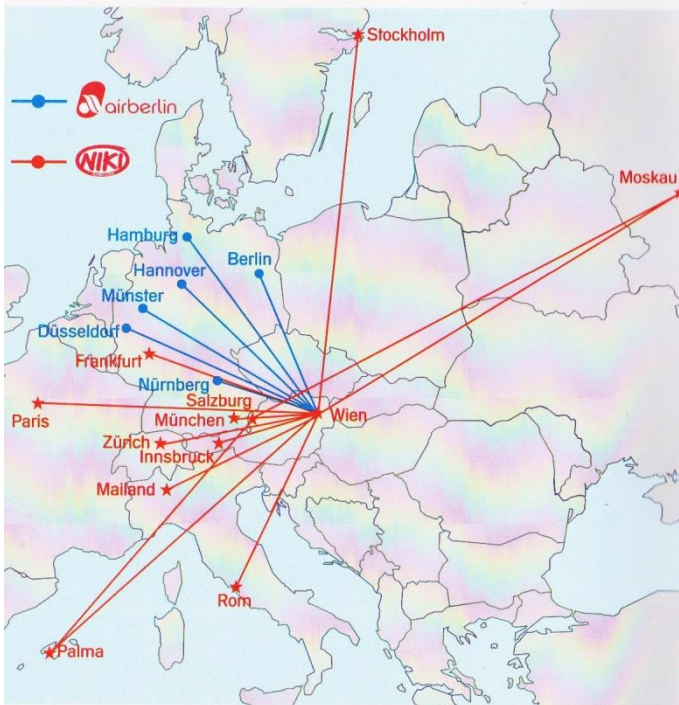 Stockholm
airberlin
NIKI
Moskau
Hamburg
Berlin
Hannover
Münster
Düsseldorf
Frankfurt
Nürnberg
Salzburg
Paris
München
Wien
Zürich
Innsbruck
Mailand
Rom
Palma